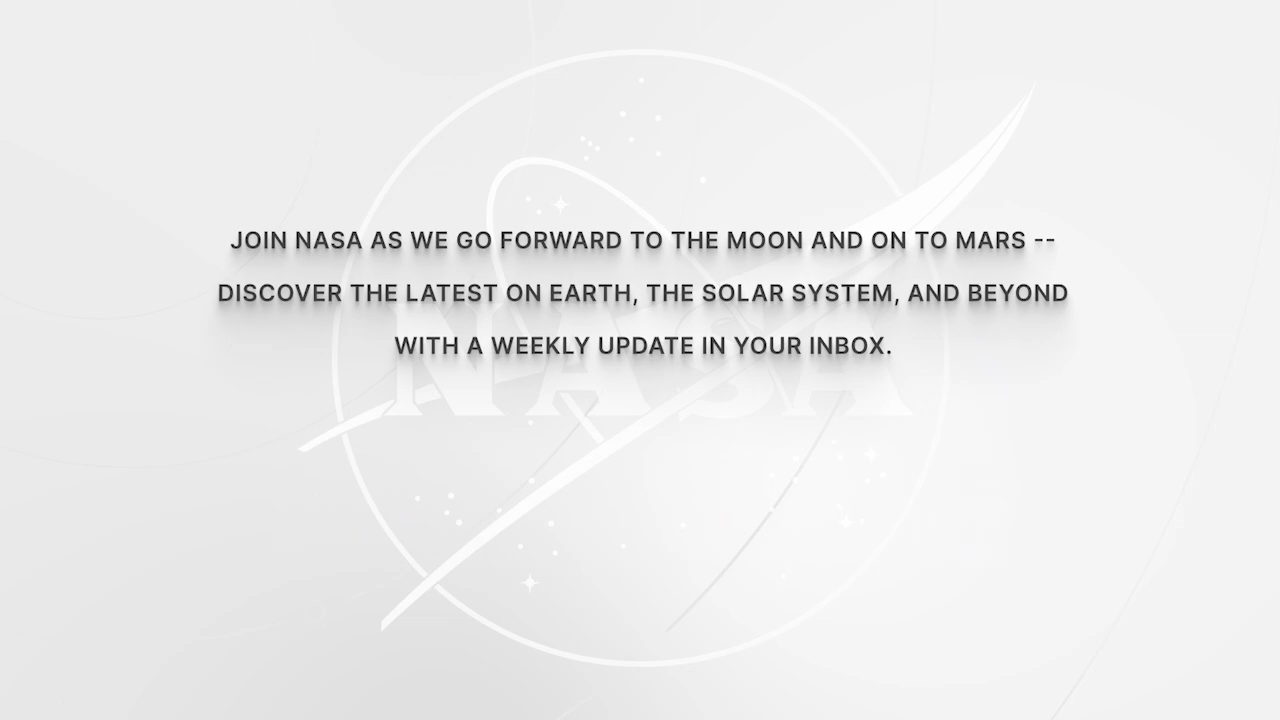 JOIN NASA AS WE GO FORWARD TO THE MOON AND ON TO MARS --
DISCOVER THE LATEST ON EARTH, THE SOLAR SYSTEM, AND BEYOND
WITH A WEEKLY UPDATE IN YOUR INBOX.
NASA